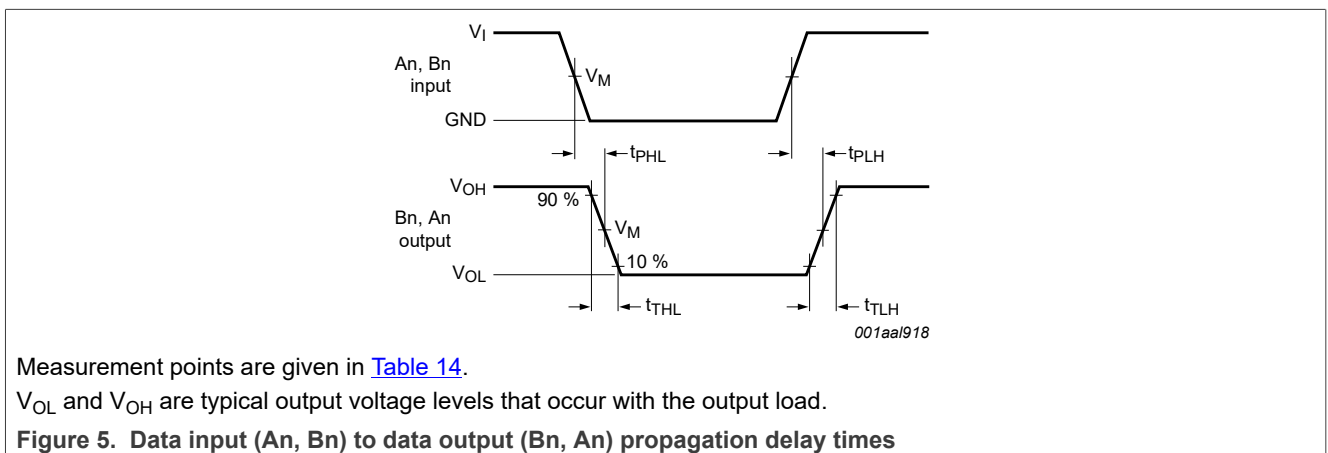 VI
An, Bn
input
VM
GND
tPHL
tPLH
VOH
90 %
Bn, An
output
VM
10 %
VOL
tTHL
tTLH
001aal918
Measurement points are given in Table 14.
VOL and VOH are typical output voltage levels that occur with the output load.
Figure 5. Data input (An, Bn) to data output (Bn, An) propagation delay times